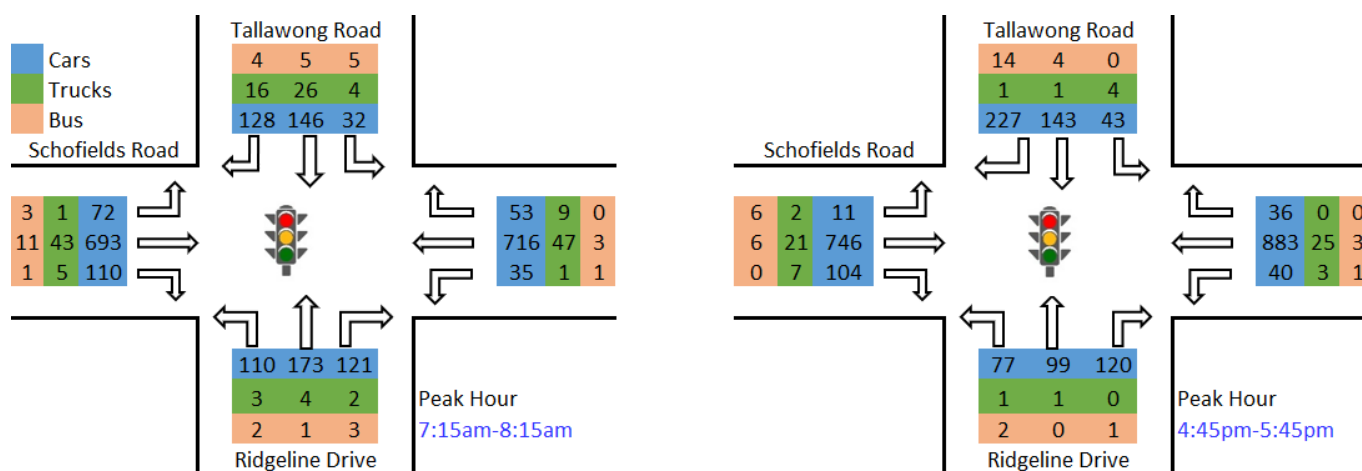 Tallawong Road
Cars
Trucks
Bus
4 5 5
16 26 4
128 146 32
Schofields Road
3 1 72
11 43 693
1 5 110
53 9 0
716 47 3
35 1 1
110 173 121
3 4 2
2 1 3
Ridgeline Drive
Peak Hour
7:15am-8:15am
Tallawong Road
14 4 0
1 1 4
227 143 43
Schofields Road
6 2 11
6 21 746
0 7 104
36 0 0
883 25 3
40 3 1
77 99 120
1 1 0
2 0 1
Ridgeline Drive
Peak Hour
4:45pm-5:45pm